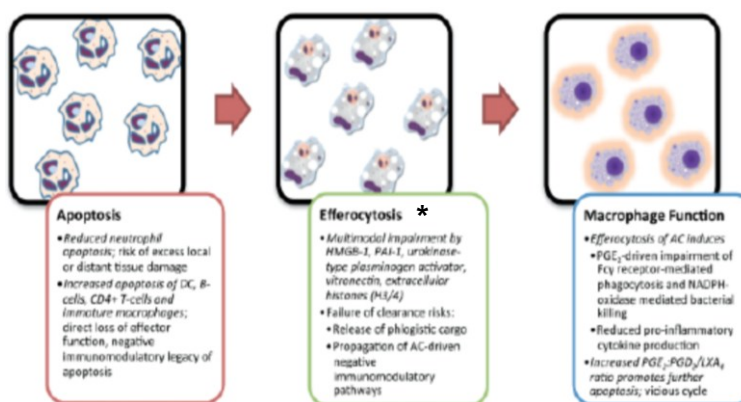 Apoptosis
•Reduced neutrophil
apoptosis; risk of excess local
or distant tissue damage
•Increased apoptosis of DC, B-
cells, CD4+ T-cells and
immature macrophages;
direct loss of effector
function, negative
immunomodulatory legacy of
apoptosis
Efferocytosis *
•Multimodal impairment by
HMGB-1, PAI-1, urokinase-
type plasminogen activator,
vitronectin, extracellular
histones (H3/4)
•Failure of clearance risks:
•Release of phlogistic cargo
•Propagation of AC-driven
negative
immunomodulatory
pathways
Macrophage Function
•Efferocytosis of AC induces
•PGE₂-driven impairment of
Fcγ receptor-mediated
phagocytosis and NADPH-
oxidase mediated bacterial
killing
•Reduced pro-inflammatory
cytokine production
•Increased PGE₂:PGD₂/LXA₄
ratio promotes further
apoptosis; vicious cycle